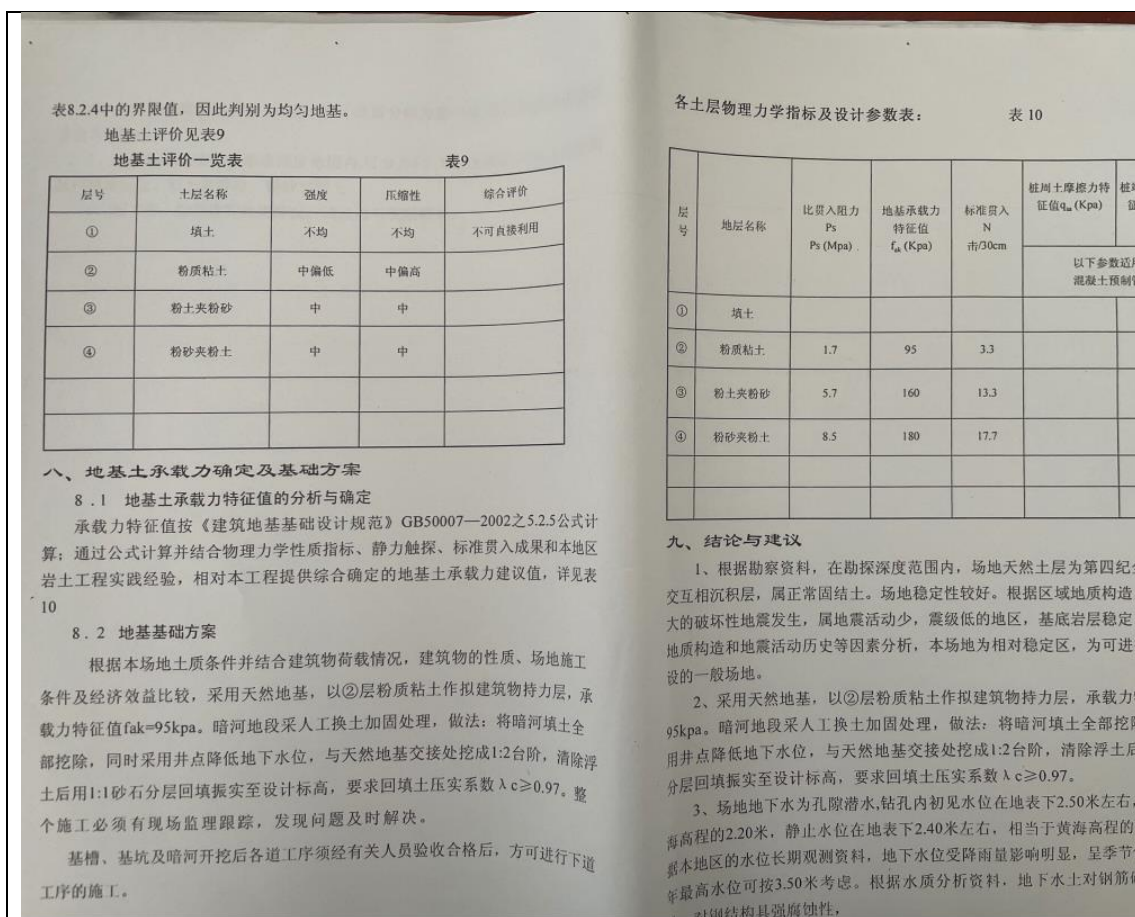 表8.2.4中的界限值，因此判别为均匀地基。
地基土评价见表9
地基土评价一览表 表9
层号 土层名称 强度 压缩性 综合评价
① 填土 不均 不均 不可直接利用
② 粉质粘土 中偏低 中偏高
③ 粉土夹粉砂 中 中
④ 粉砂夹粉土 中 中
八、地基土承载力确定及基础方案
8.1 地基土承载力特征值的分析与确定
承载力特征值按《建筑地基基础设计规范》GB50007—2002之5.2.5公式计
算；通过公式计算并结合物理力学性质指标、静力触探、标准贯入成果和本地区
岩土工程实践经验，相对本工程提供综合确定的地基土承载力建议值，详见表
10
8.2 地基基础方案
根据本场地土质条件并结合建筑物荷载情况，建筑物的性质、场地施工
条件及经济效益比较，采用天然地基，以②层粉质粘土作拟建筑物持力层，承
载力特征值fak=95kpa。暗河地段采人工换土加固处理，做法：将暗河填土全
部挖除，同时采用井点降低地下水位，与天然地基交接处挖成1:2台阶，清除浮
土后用1:1砂石分层回填振实至设计标高，要求回填土压实系数λc≥0.97。整
个施工必须有现场监理跟踪，发现问题及时解决。
基槽、基坑及暗河开挖后各道工序须经有关人员验收合格后，方可进行下道
工序的施工。
各土层物理力学指标及设计参数表： 表 10
层号 地层名称 比贯入阻力 Ps Ps (Mpa) 地基承载力特征值 fak (Kpa) 标准贯入 N 击/30cm 桩周土摩擦力特征值qsa (Kpa) 桩
以下参数适
混凝土预制
① 填土
② 粉质粘土 1.7 95 3.3
③ 粉土夹粉砂 5.7 160 13.3
④ 粉砂夹粉土 8.5 180 17.7
九、结论与建议
1、根据勘察资料，在勘探深度范围内，场地天然土层为第四纪
交互相沉积层，属正常固结土。场地稳定性较好。根据区域地质构造
大的破坏性地震发生，属地震活动少，震级低的地区，基底岩层稳定
地质构造和地震活动历史等因素分析，本场地为相对稳定区，为可进
设的一般场地。
2、采用天然地基，以②层粉质粘土作拟建筑物持力层，承载力
95kpa。暗河地段采人工换土加固处理，做法：将暗河填土全部挖
用井点降低地下水位，与天然地基交接处挖成1:2台阶，清除浮土后
分层回填振实至设计标高，要求回填土压实系数λc≥0.97。
3、场地地下水为孔隙潜水,钻孔内初见水位在地表下2.50米左右，
海高程的2.20米，静止水位在地表下2.40米左右，相当于黄海高程的
据本地区的水位长期观测资料，地下水位受降雨量影响明显，呈季节
年最高水位可按3.50米考虑。根据水质分析资料，地下水土对钢筋
对钢结构具强腐蚀性，